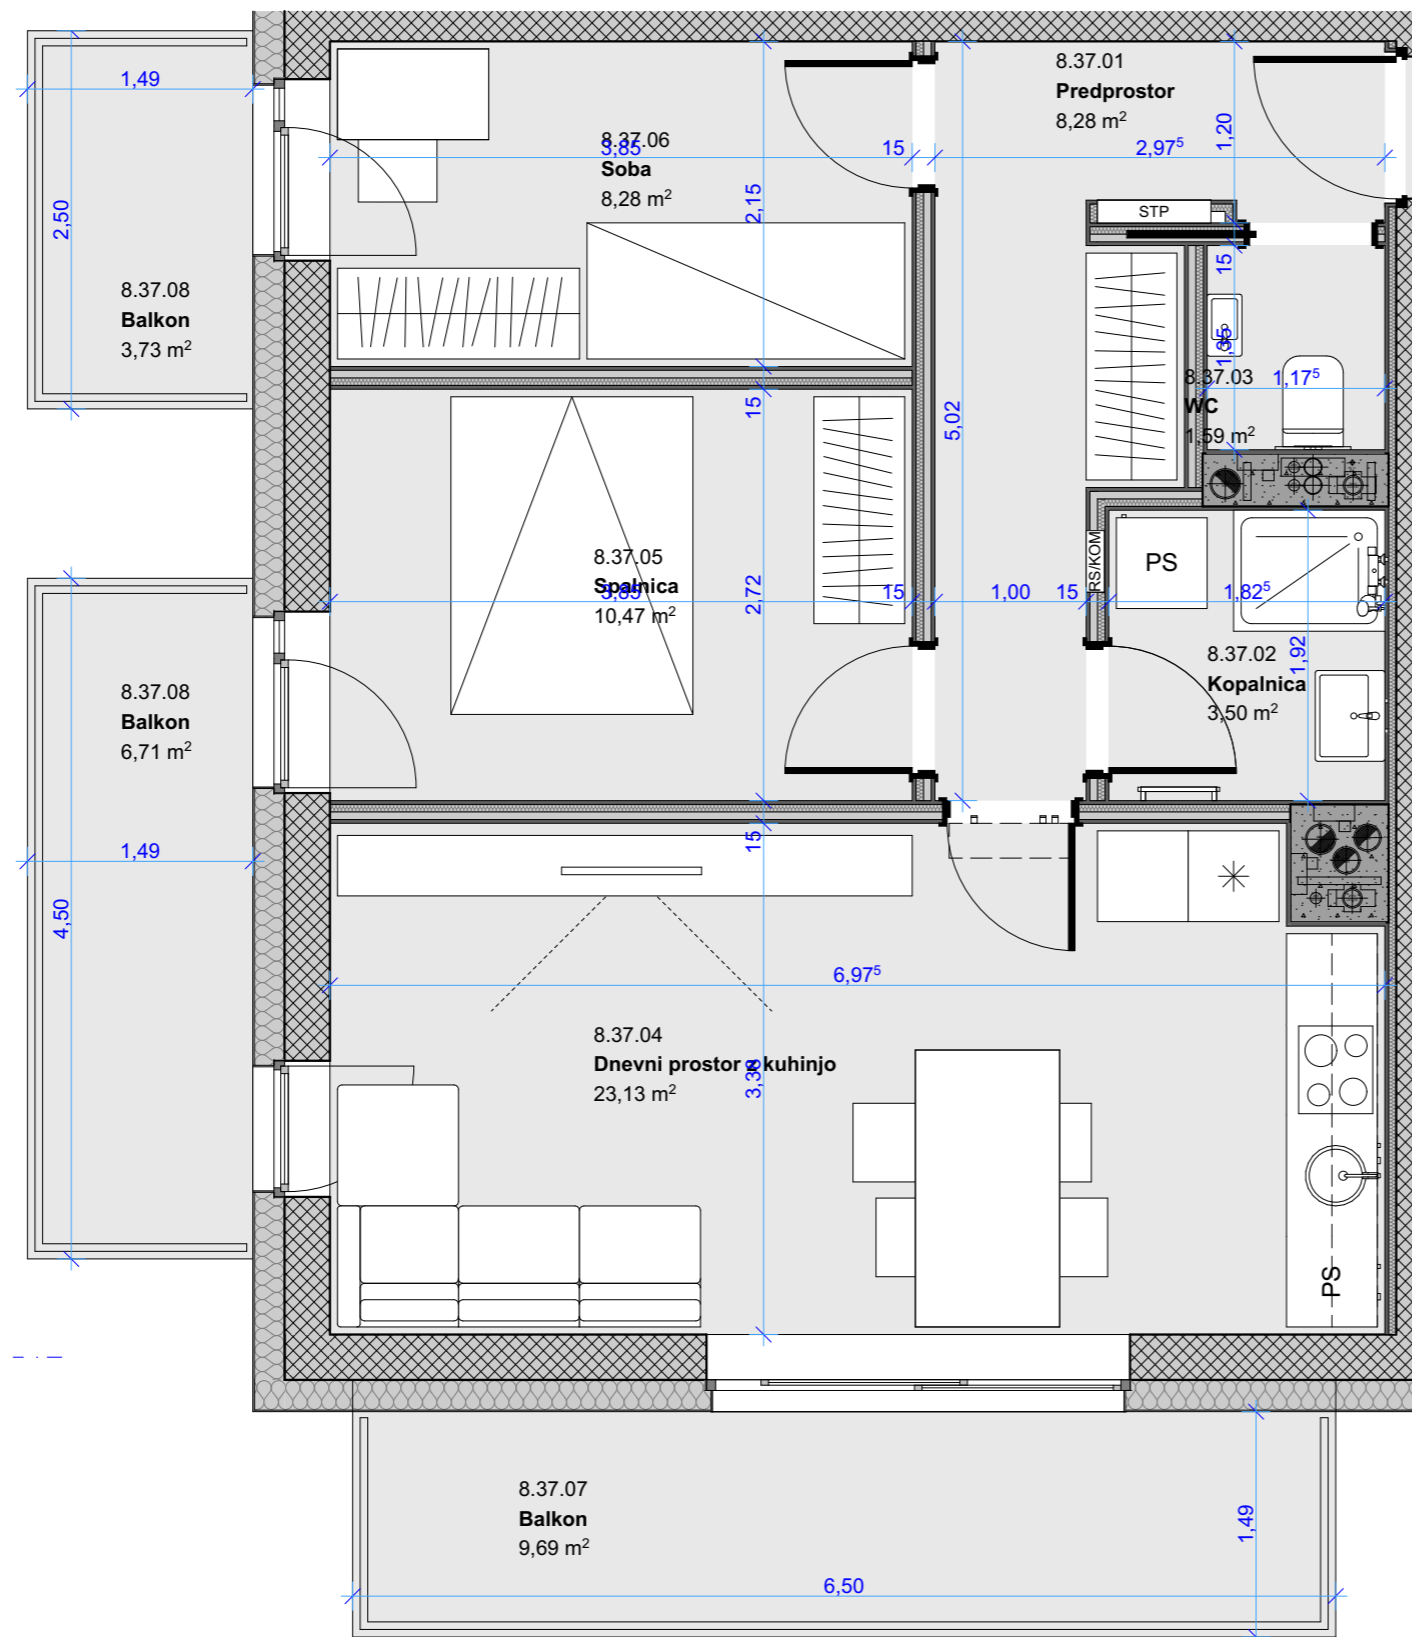 8.37.01
Predprostor
8,28 m²
1,49
1,20
8.37.06
3,85
Soba
8,28 m²
15
2,97⁵
2,15
2,50
STP
15
8.37.08
Balkon
3,73 m²
1,35
8.37.03
1,17⁵
WC
1,59 m²
15
5,02
8.37.05
Spalnica
3,85
10,47 m²
2,72
15
1,00
15
RS/KOM
PS
1,82⁵
1,92
8.37.02
Kopalnica
3,50 m²
8.37.08
Balkon
6,71 m²
15
1,49
4,50
6,97⁵
8.37.04
Dnevni prostor z kuhinjo
23,13 m²
PS
8.37.07
Balkon
9,69 m²
1,49
6,50